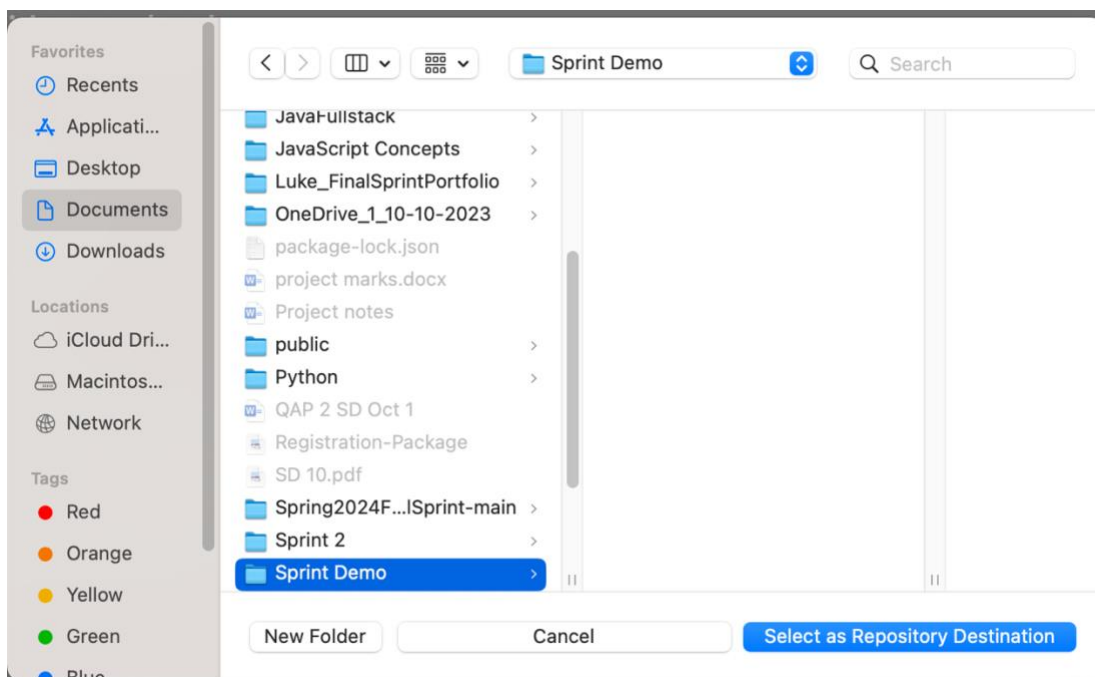 Favorites
Recents
Applicati...
Desktop
Documents
Downloads
Locations
iCloud Dri...
Macintos...
Network
Tags
Red
Orange
Yellow
Green
Blue
Sprint Demo
Search
JavaFullstack
JavaScript Concepts
Luke_FinalSprintPortfolio
OneDrive_1_10-10-2023
package-lock.json
project marks.docx
Project notes
public
Python
QAP 2 SD Oct 1
Registration-Package
SD 10.pdf
Spring2024F...lSprint-main
Sprint 2
Sprint Demo
New Folder
Cancel
Select as Repository Destination